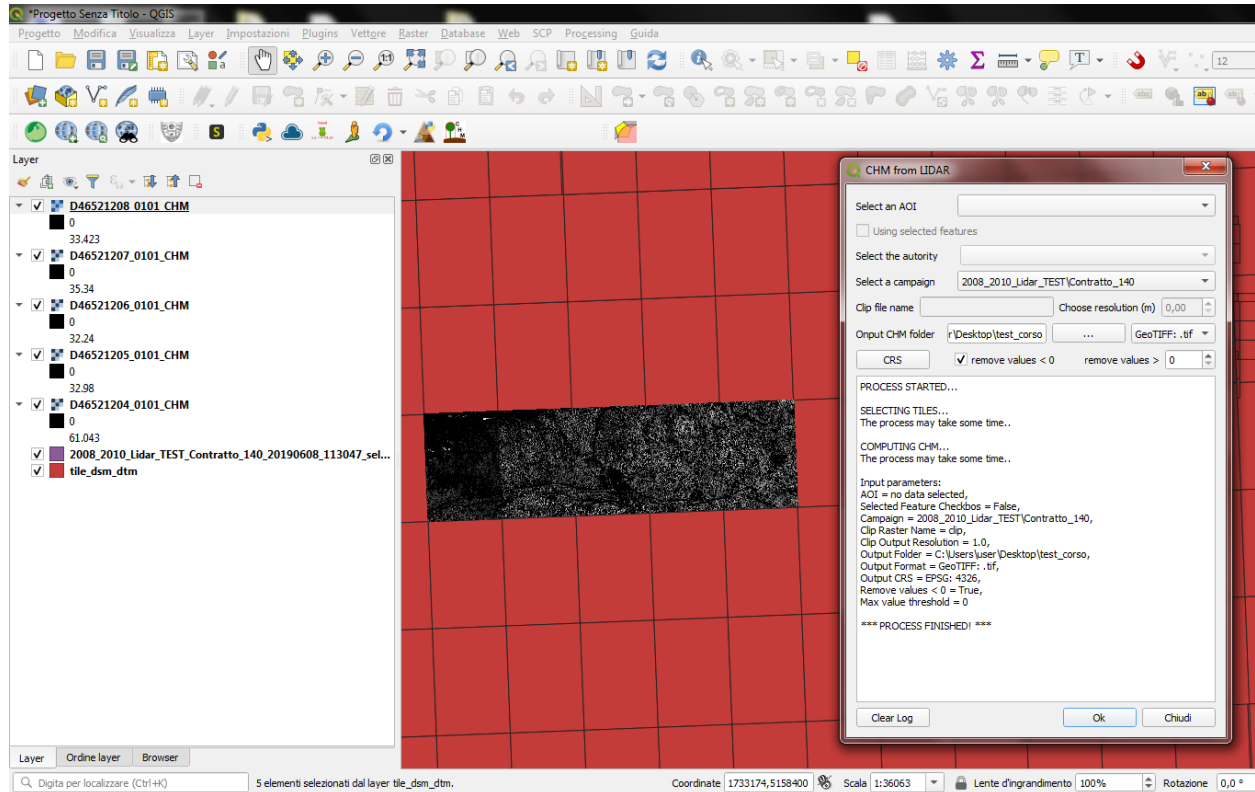 *Progetto Senza Titolo - QGIS
Progetto Modifica Visualizza Layer Impostazioni Plugins Vettore Raster Database Web SCP Processing Guida
12
Layer
D46521208_0101_CHM
0
33.423
D46521207_0101_CHM
0
35.34
D46521206_0101_CHM
0
32.24
D46521205_0101_CHM
0
32.98
D46521204_0101_CHM
0
61.043
2008_2010_Lidar_TEST_Contratto_140_20190608_113047_sel...
tile_dsm_dtm
Layer Ordine layer Browser
CHM from LIDAR
Select an AOI
Using selected features
Select the autority
Select a campaign 2008_2010_Lidar_TEST\Contratto_140
Clip file name Choose resolution (m) 0,00
Onput CHM folder r\Desktop\test_corso ... GeoTIFF: .tif
CRS remove values < 0 remove values > 0
PROCESS STARTED...
SELECTING TILES...
The process may take some time..
COMPUTING CHM...
The process may take some time..
Input parameters:
AOI = no data selected,
Selected Feature Checkbos = False,
Campaign = 2008_2010_Lidar_TEST\Contratto_140,
Clip Raster Name = clip,
Clip Output Resolution = 1.0,
Output Folder = C:\Users\user\Desktop\test_corso,
Output Format = GeoTIFF: .tif,
Output CRS = EPSG: 4326,
Remove values < 0 = True,
Max value threshold = 0
*** PROCESS FINISHED! ***
Clear Log Ok Chiudi
Digita per localizzare (Ctrl+K) 5 elementi selezionati dal layer tile_dsm_dtm. Coordinate 1733174,5158400 Scala 1:36063 Lente d'ingrandimento 100% Rotazione 0,0 °